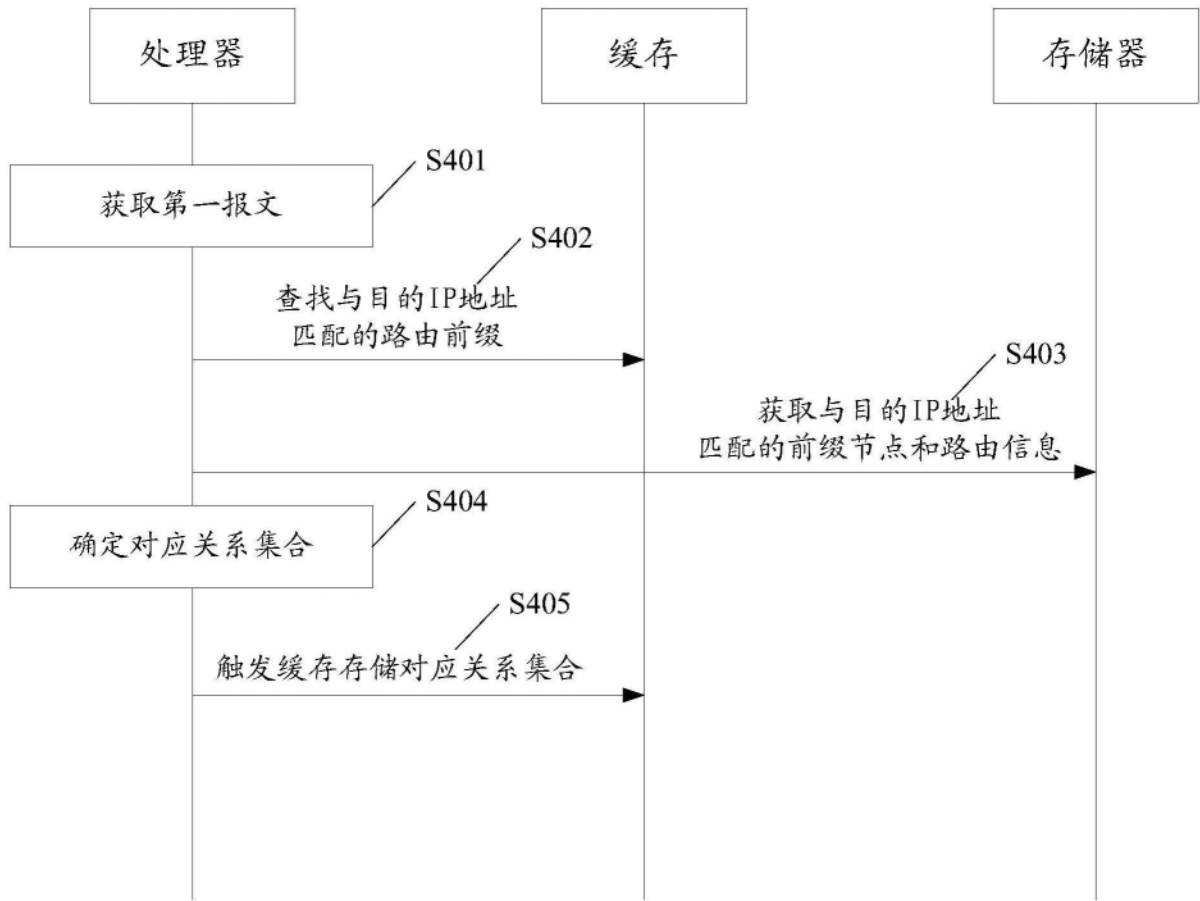 处理器
缓存
存储器
S401
获取第一报文
S402
查找与目的IP地址
匹配的路由前缀
S403
获取与目的IP地址
匹配的前缀节点和路由信息
S404
确定对应关系集合
S405
触发缓存存储对应关系集合